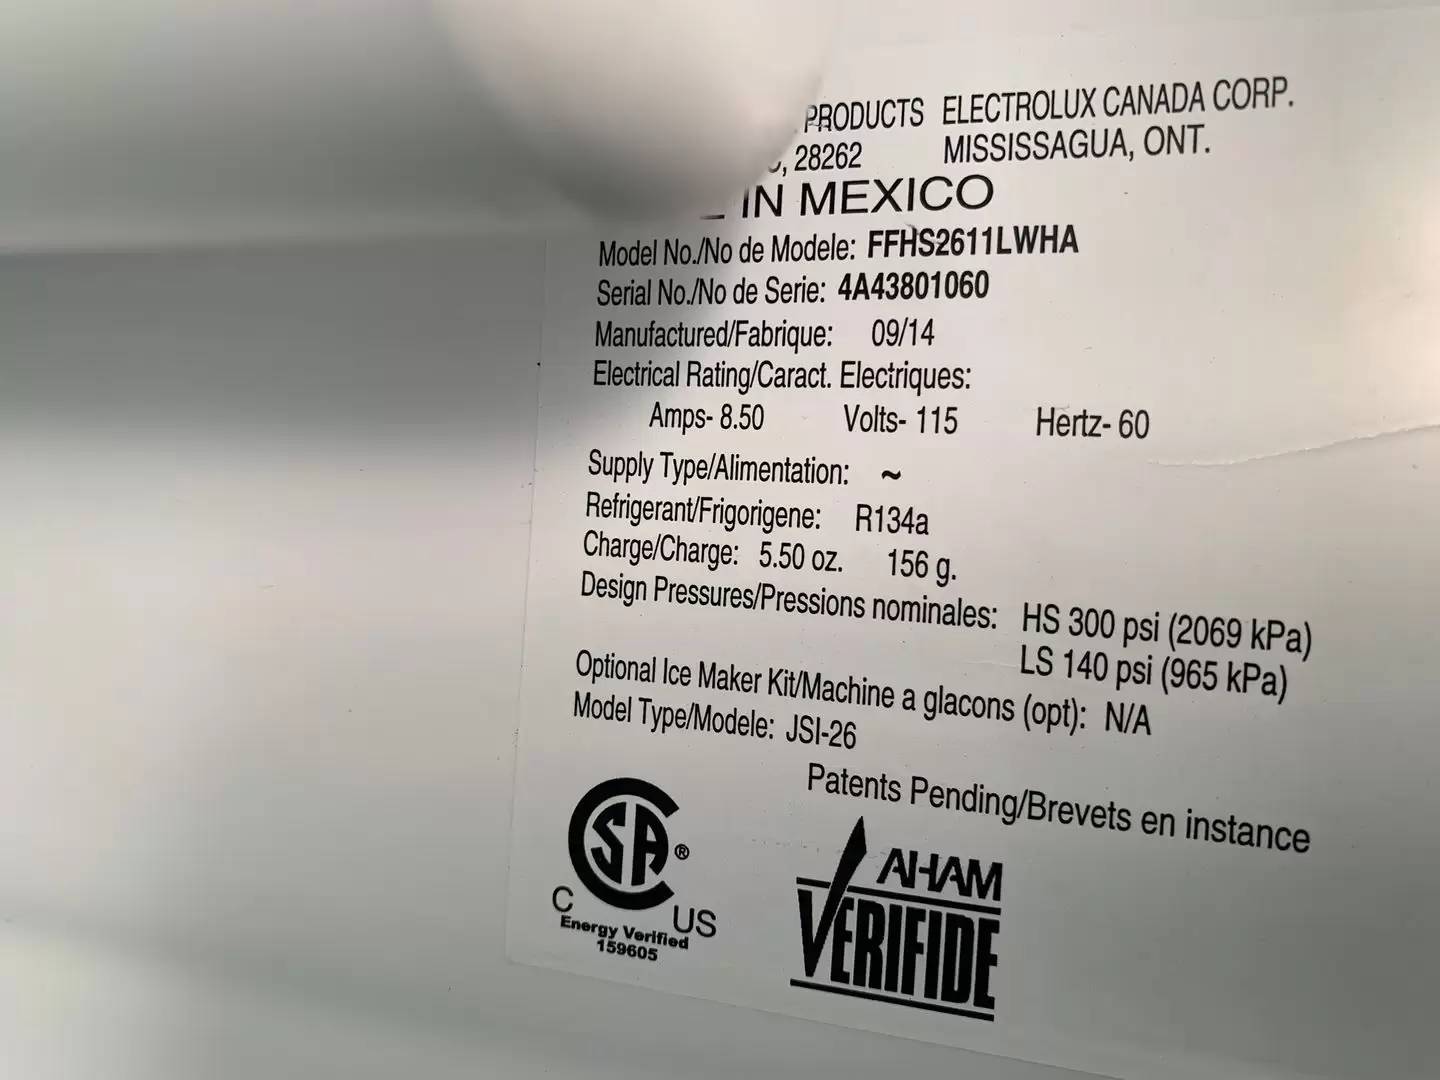 PRODUCTS ELECTROLUX CANADA CORP.
28262 MISSISSAGUA, ONT.
IN MEXICO
Model No./No de Modele: FFHS2611LWHA
Serial No./No de Serie: 4A43801060
Manufactured/Fabrique: 09/14
Electrical Rating/Caract. Electriques:
Amps- 8.50 Volts- 115 Hertz- 60
Supply Type/Alimentation: ~
Refrigerant/Frigorigene: R134a
Charge/Charge: 5.50 oz. 156 g.
Design Pressures/Pressions nominales: HS 300 psi (2069 kPa)
LS 140 psi (965 kPa)
Optional Ice Maker Kit/Machine a glacons (opt): N/A
Model Type/Modele: JSI-26
Patents Pending/Brevets en instance
CSA®
C US
Energy Verified
159605
AHAM
VERIFIDE